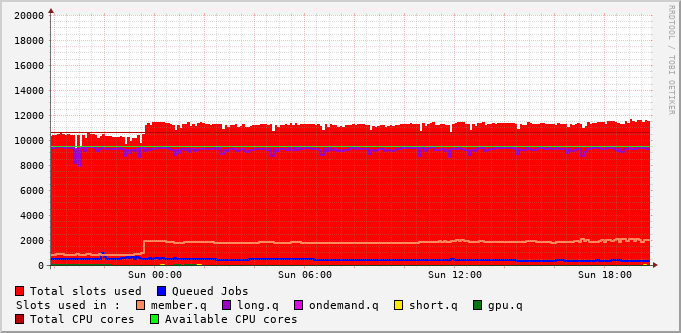 RRDTOOL / TOBI OETIKER
20000
18000
16000
14000
12000
10000
8000
6000
4000
2000
0
Sun 00:00 Sun 06:00 Sun 12:00 Sun 18:00
Total slots used Queued Jobs
Slots used in : member.q long.q ondemand.q short.q gpu.q
Total CPU cores Available CPU cores